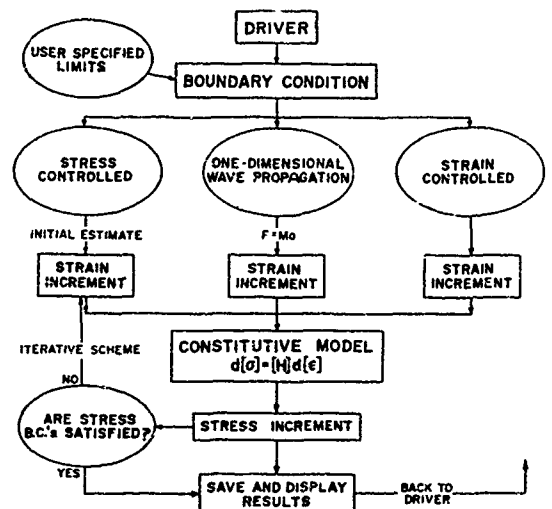 DRIVER
USER SPECIFIED
LIMITS
BOUNDARY CONDITION
STRESS
CONTROLLED
ONE-DIMENSIONAL
WAVE PROPAGATION
STRAIN
CONTROLLED
INITIAL ESTIMATE
F=Ma
STRAIN
INCREMENT
STRAIN
INCREMENT
STRAIN
INCREMENT
ITERATIVE SCHEME
NO
CONSTITUTIVE MODEL
d[σ]=[H]d[ϵ]
ARE STRESS
B.C.'s SATISFIED?
STRESS INCREMENT
YES
SAVE AND DISPLAY
RESULTS
BACK TO
DRIVER